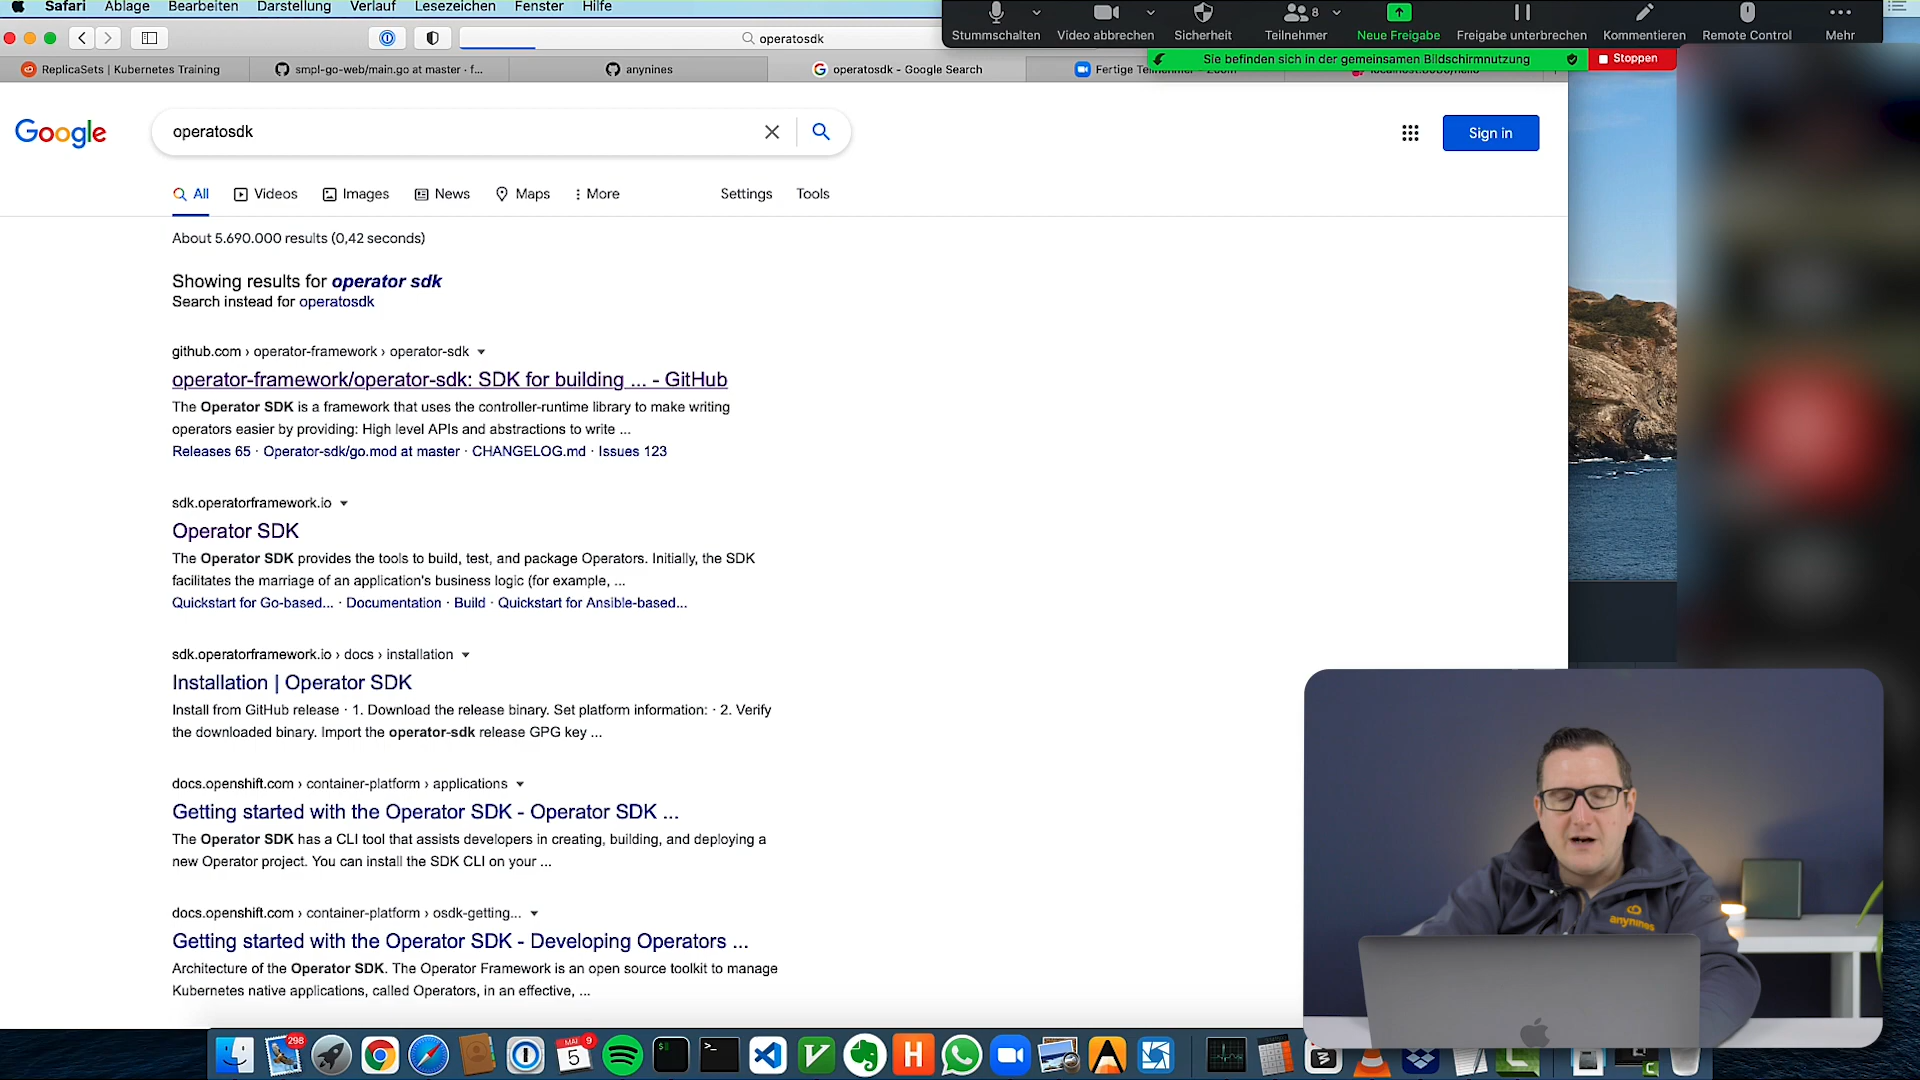 Safari Ablage Bearbeiten Darstellung Verlauf Lesezeichen Fenster Hilfe
8
Stummschalten Video abbrechen Sicherheit Teilnehmer Neue Freigabe Freigabe unterbrechen Kommentieren Remote Control Mehr
operatosdk
Sie befinden sich in der gemeinsamen Bildschirmnutzung Stoppen
ReplicaSets | Kubernetes Training smpl-go-web/main.go at master · f... anynines operatosdk - Google Search Fertige
Google operatosdk Sign in
All Videos Images News Maps More Settings Tools
About 5.690.000 results (0,42 seconds)
Showing results for operator sdk
Search instead for operatosdk
github.com › operator-framework › operator-sdk
operator-framework/operator-sdk: SDK for building ... - GitHub
The Operator SDK is a framework that uses the controller-runtime library to make writing
operators easier by providing: High level APIs and abstractions to write ...
Releases 65 · Operator-sdk/go.mod at master · CHANGELOG.md · Issues 123
sdk.operatorframework.io
Operator SDK
The Operator SDK provides the tools to build, test, and package Operators. Initially, the SDK
facilitates the marriage of an application's business logic (for example, ...
Quickstart for Go-based... · Documentation · Build · Quickstart for Ansible-based...
sdk.operatorframework.io › docs › installation
Installation | Operator SDK
Install from GitHub release · 1. Download the release binary. Set platform information: · 2. Verify
the downloaded binary. Import the operator-sdk release GPG key ...
docs.openshift.com › container-platform › applications
Getting started with the Operator SDK - Operator SDK ...
The Operator SDK has a CLI tool that assists developers in creating, building, and deploying a
new Operator project. You can install the SDK CLI on your ...
docs.openshift.com › container-platform › osdk-getting...
Getting started with the Operator SDK - Developing Operators ...
Architecture of the Operator SDK. The Operator Framework is an open source toolkit to manage
Kubernetes native applications, called Operators, in an effective, ...
anynines
298
MAI 9
5